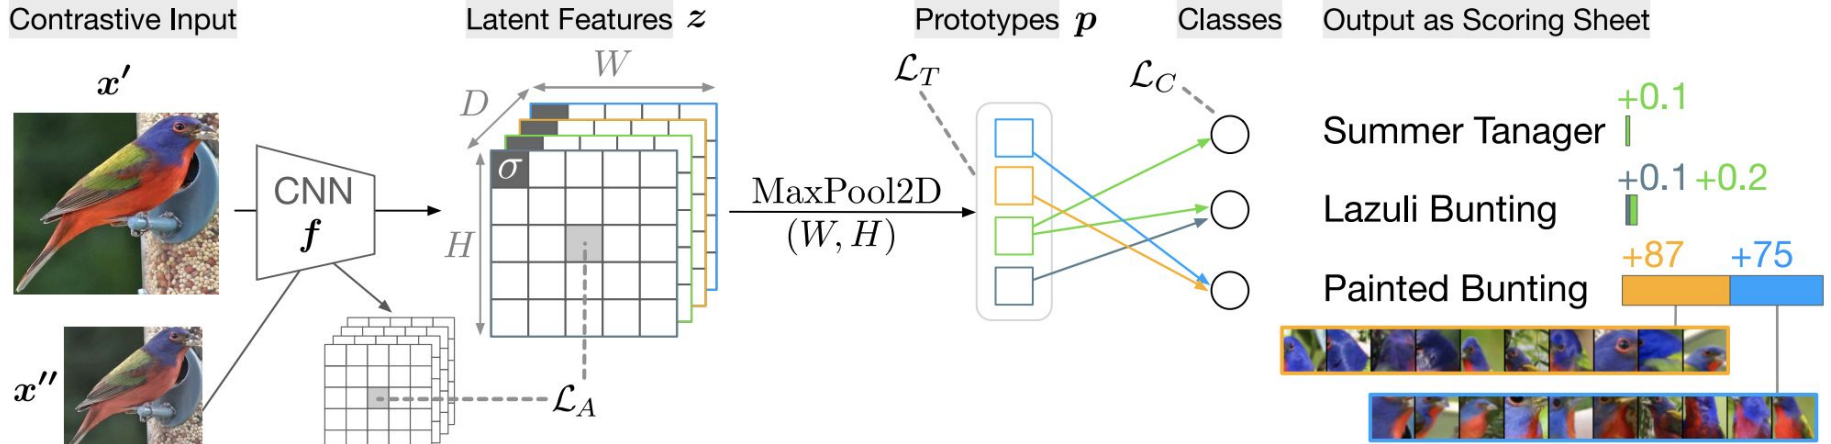 Contrastive Input
Latent Features z
Prototypes p
Classes
Output as Scoring Sheet
x′
x′′
CNN
f
D
W
H
σ
MaxPool2D
(W, H)
ℒ_A
ℒ_T
ℒ_C
+0.1
Summer Tanager
+0.1 +0.2
Lazuli Bunting
+87 +75
Painted Bunting